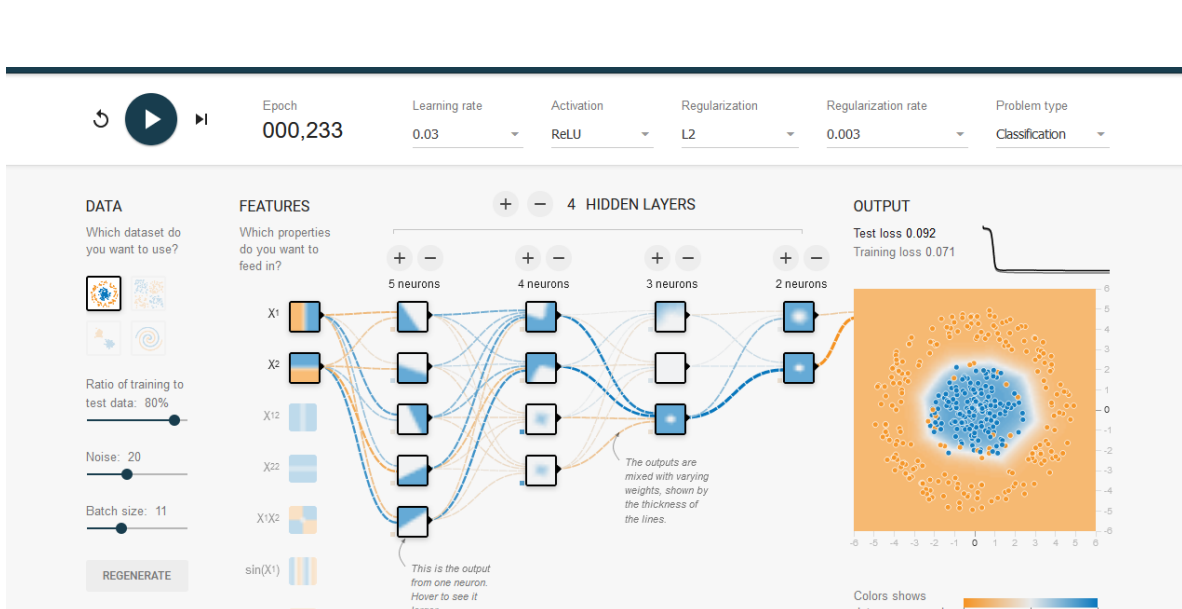 Epoch
000,233
Learning rate
0.03
Activation
ReLU
Regularization
L2
Regularization rate
0.003
Problem type
Classification
DATA
Which dataset do
you want to use?
Ratio of training to
test data: 80%
Noise: 20
Batch size: 11
REGENERATE
FEATURES
Which properties
do you want to
feed in?
X1
X2
X12
X22
X1X2
sin(X1)
+ − 4 HIDDEN LAYERS
+ −
5 neurons
+ −
4 neurons
+ −
3 neurons
+ −
2 neurons
The outputs are
mixed with varying
weights, shown by
the thickness of
the lines.
This is the output
from one neuron.
Hover to see it
OUTPUT
Test loss 0.092
Training loss 0.071
6
5
4
3
2
1
0
-1
-2
-3
-4
-5
-6
-6 -5 -4 -3 -2 -1 0 1 2 3 4 5 6
Colors shows